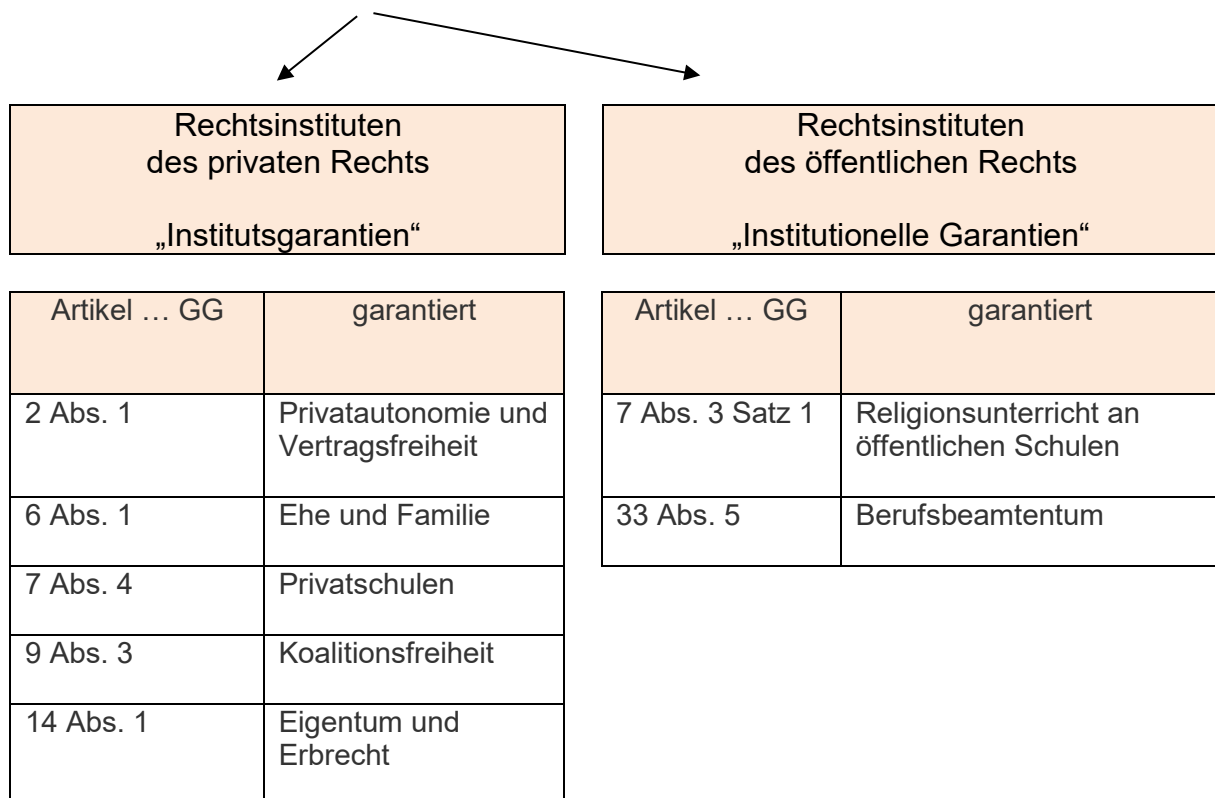 Rechtsinstituten
des privaten Rechts
„Institutsgarantien“
Rechtsinstituten
des öffentlichen Rechts
„Institutionelle Garantien“
Artikel … GG garantiert
2 Abs. 1 Privatautonomie und
Vertragsfreiheit
6 Abs. 1 Ehe und Familie
7 Abs. 4 Privatschulen
9 Abs. 3 Koalitionsfreiheit
14 Abs. 1 Eigentum und
Erbrecht
Artikel … GG garantiert
7 Abs. 3 Satz 1 Religionsunterricht an
öffentlichen Schulen
33 Abs. 5 Berufsbeamtentum